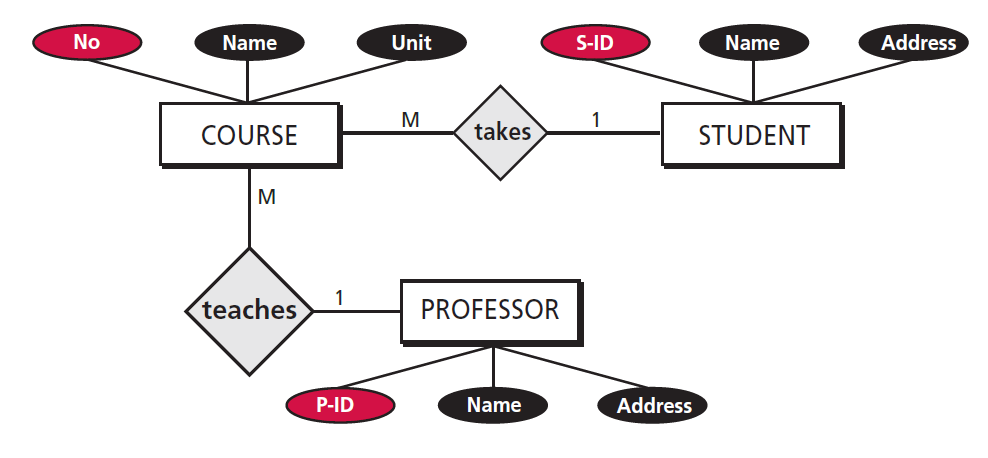 No
Name
Unit
S-ID
Name
Address
COURSE
M
takes
1
STUDENT
M
teaches
1
PROFESSOR
P-ID
Name
Address